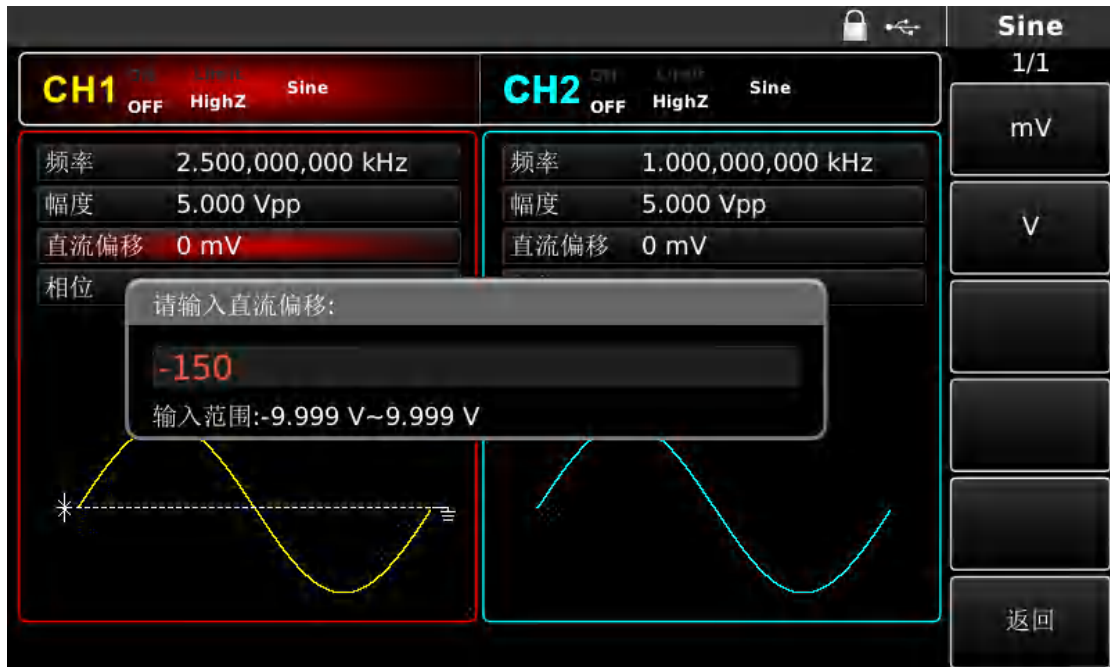 Sine
1/1
CH1 OFF HighZ Sine
CH2 OFF HighZ Sine
mV
频率 2.500,000,000 kHz
频率 1.000,000,000 kHz
幅度 5.000 Vpp
幅度 5.000 Vpp
V
直流偏移 0 mV
直流偏移 0 mV
相位
请输入直流偏移:
-150
输入范围:-9.999 V~9.999 V
返回